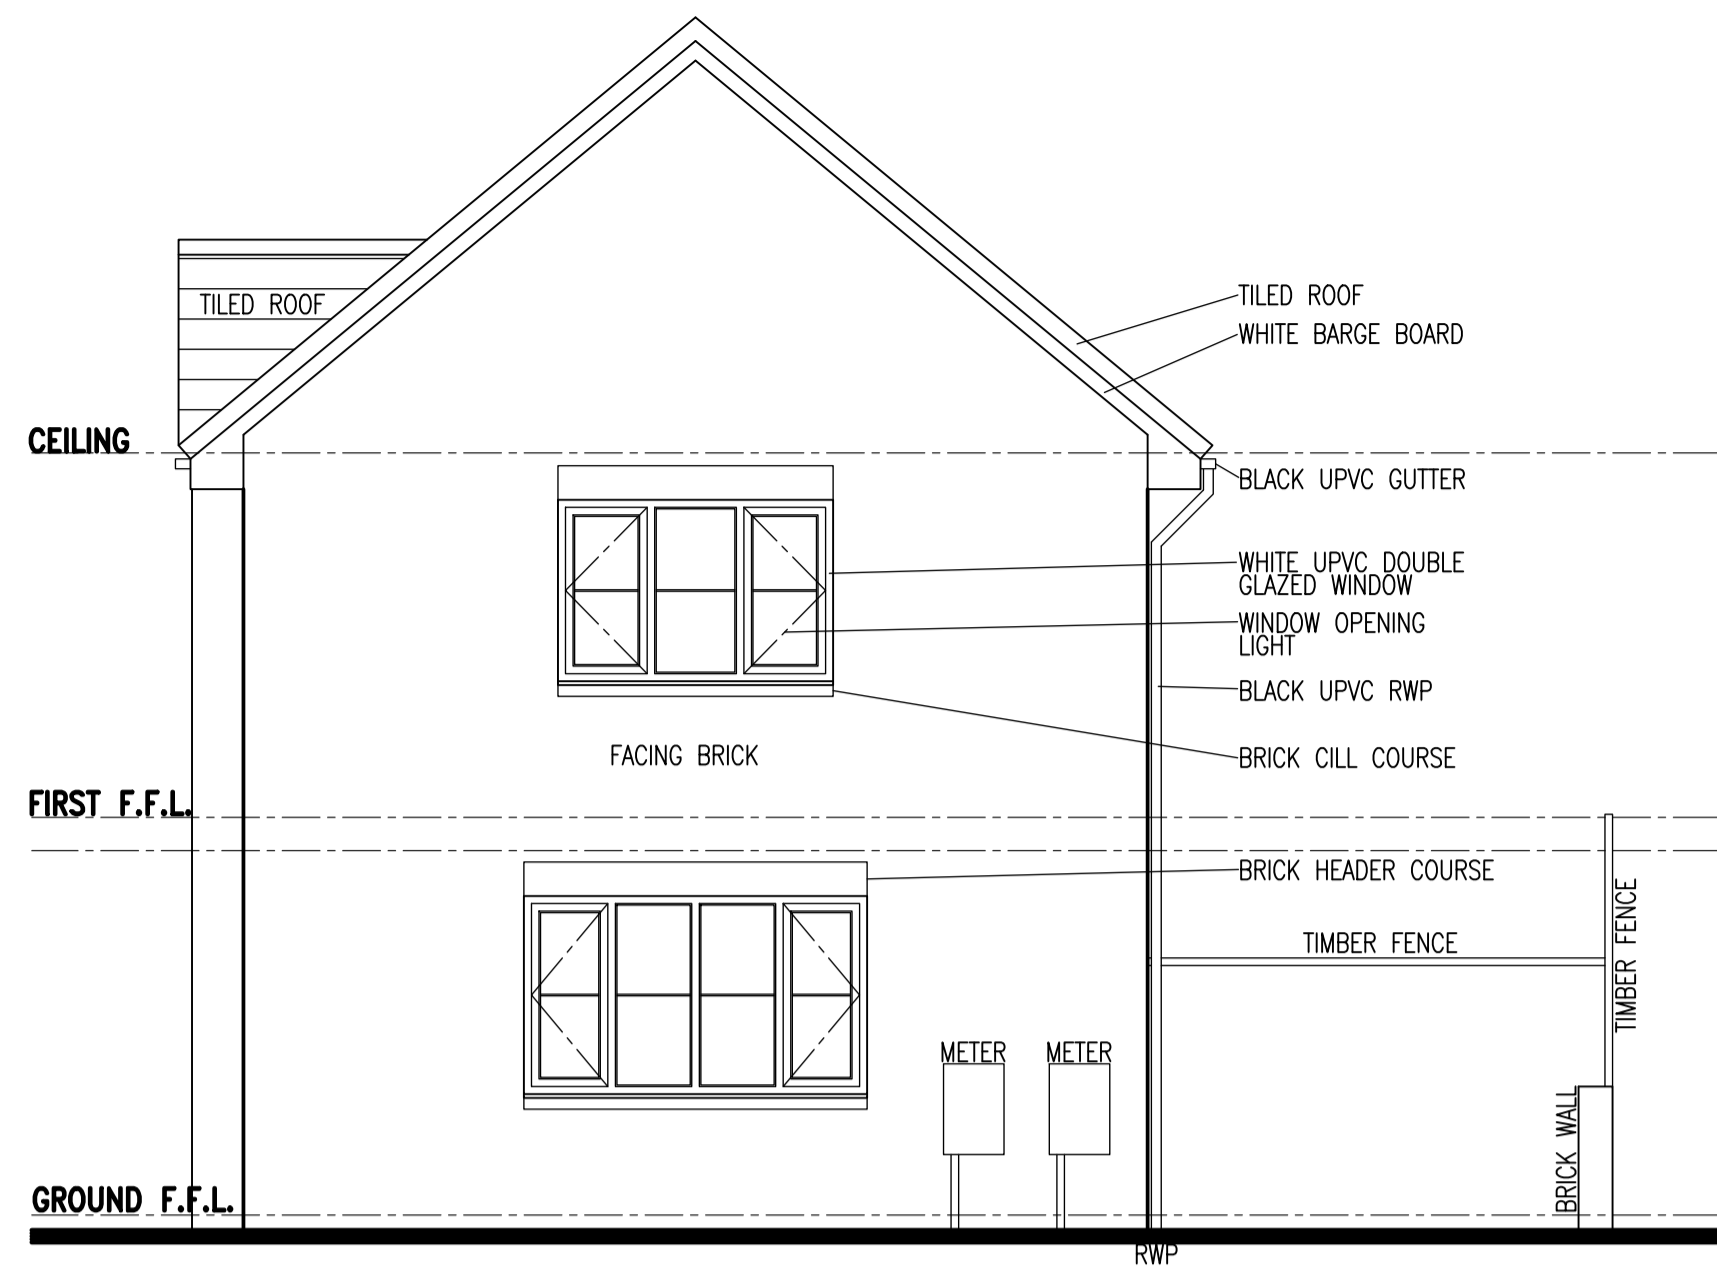 TILED ROOF
TILED ROOF
WHITE BARGE BOARD
CEILING
BLACK UPVC GUTTER
WHITE UPVC DOUBLE
GLAZED WINDOW
WINDOW OPENING
LIGHT
BLACK UPVC RWP
FACING BRICK
BRICK CILL COURSE
FIRST F.F.L.
BRICK HEADER COURSE
TIMBER FENCE
TIMBER FENCE
METER
METER
BRICK WALL
GROUND F.F.L.
RWP